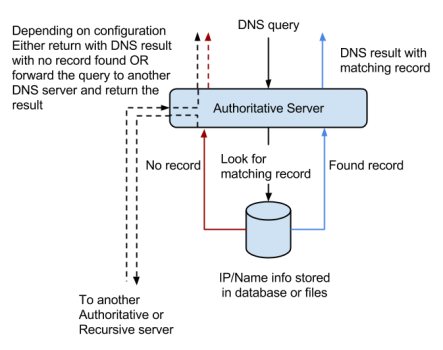 Depending on configuration
Either return with DNS result
with no record found OR
forward the query to another
DNS server and return the
result
DNS query
DNS result with
matching record
Authoritative Server
No record
Look for
matching record
Found record
IP/Name info stored
in database or files
To another
Authoritative or
Recursive server